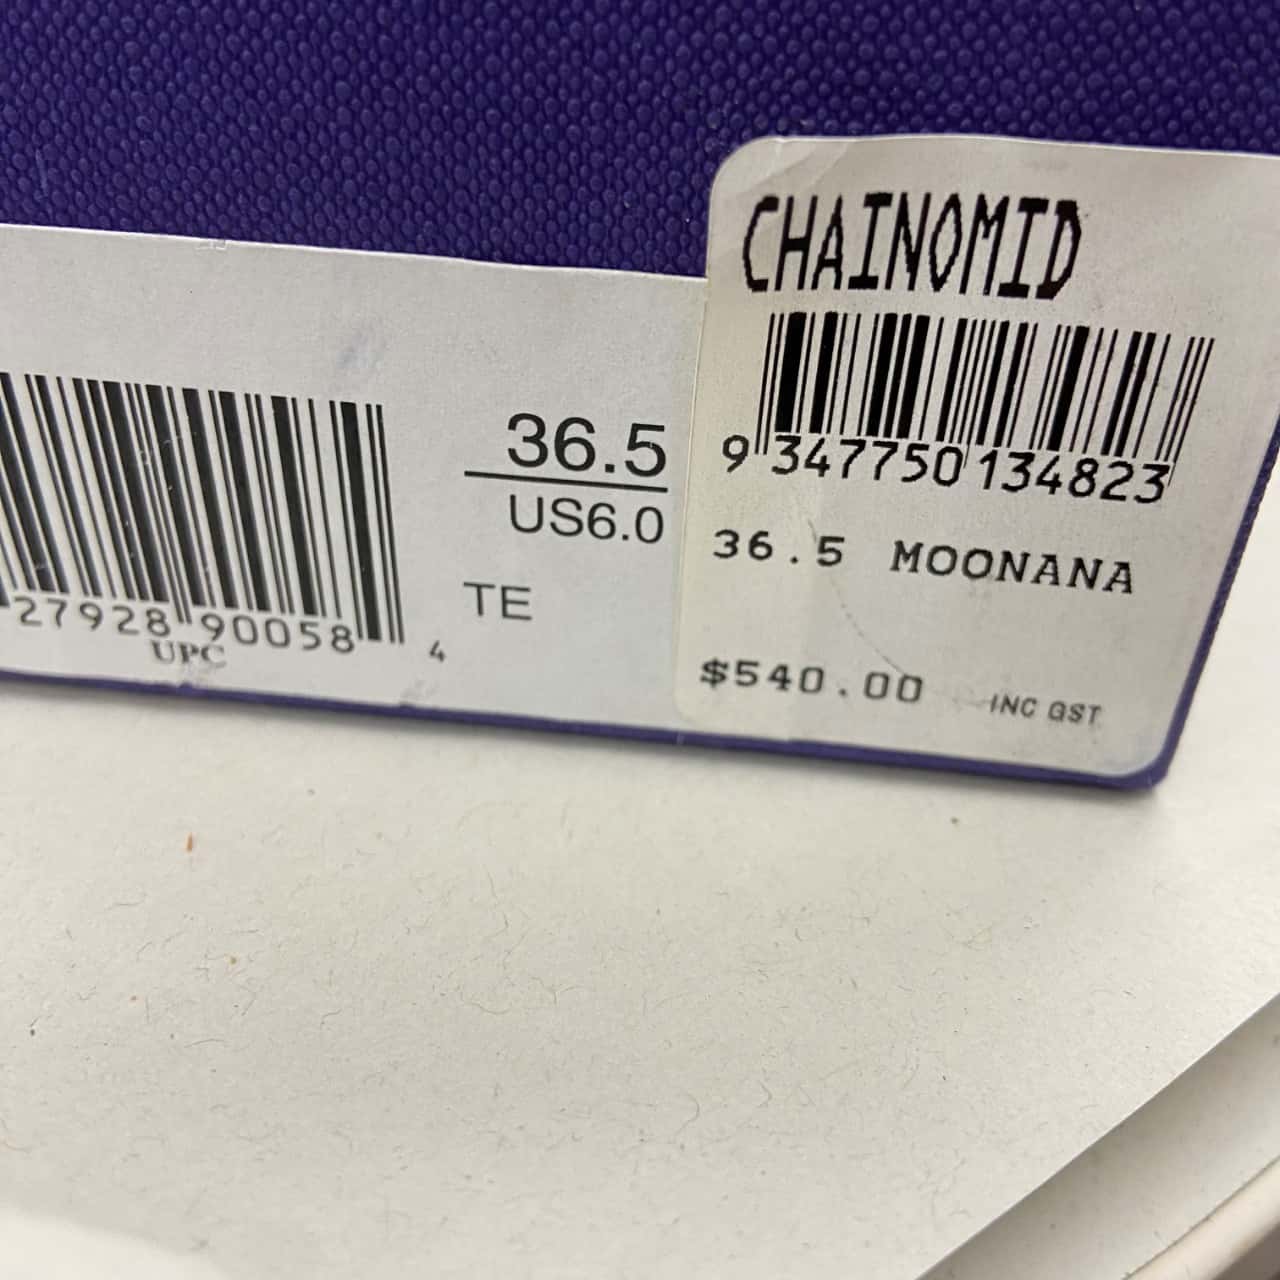 27928 90058 4
UPC
36.5
US6.0
TE
CHAINOMID
9 347750 134823
36.5 MOONANA
$540.00 INC GST